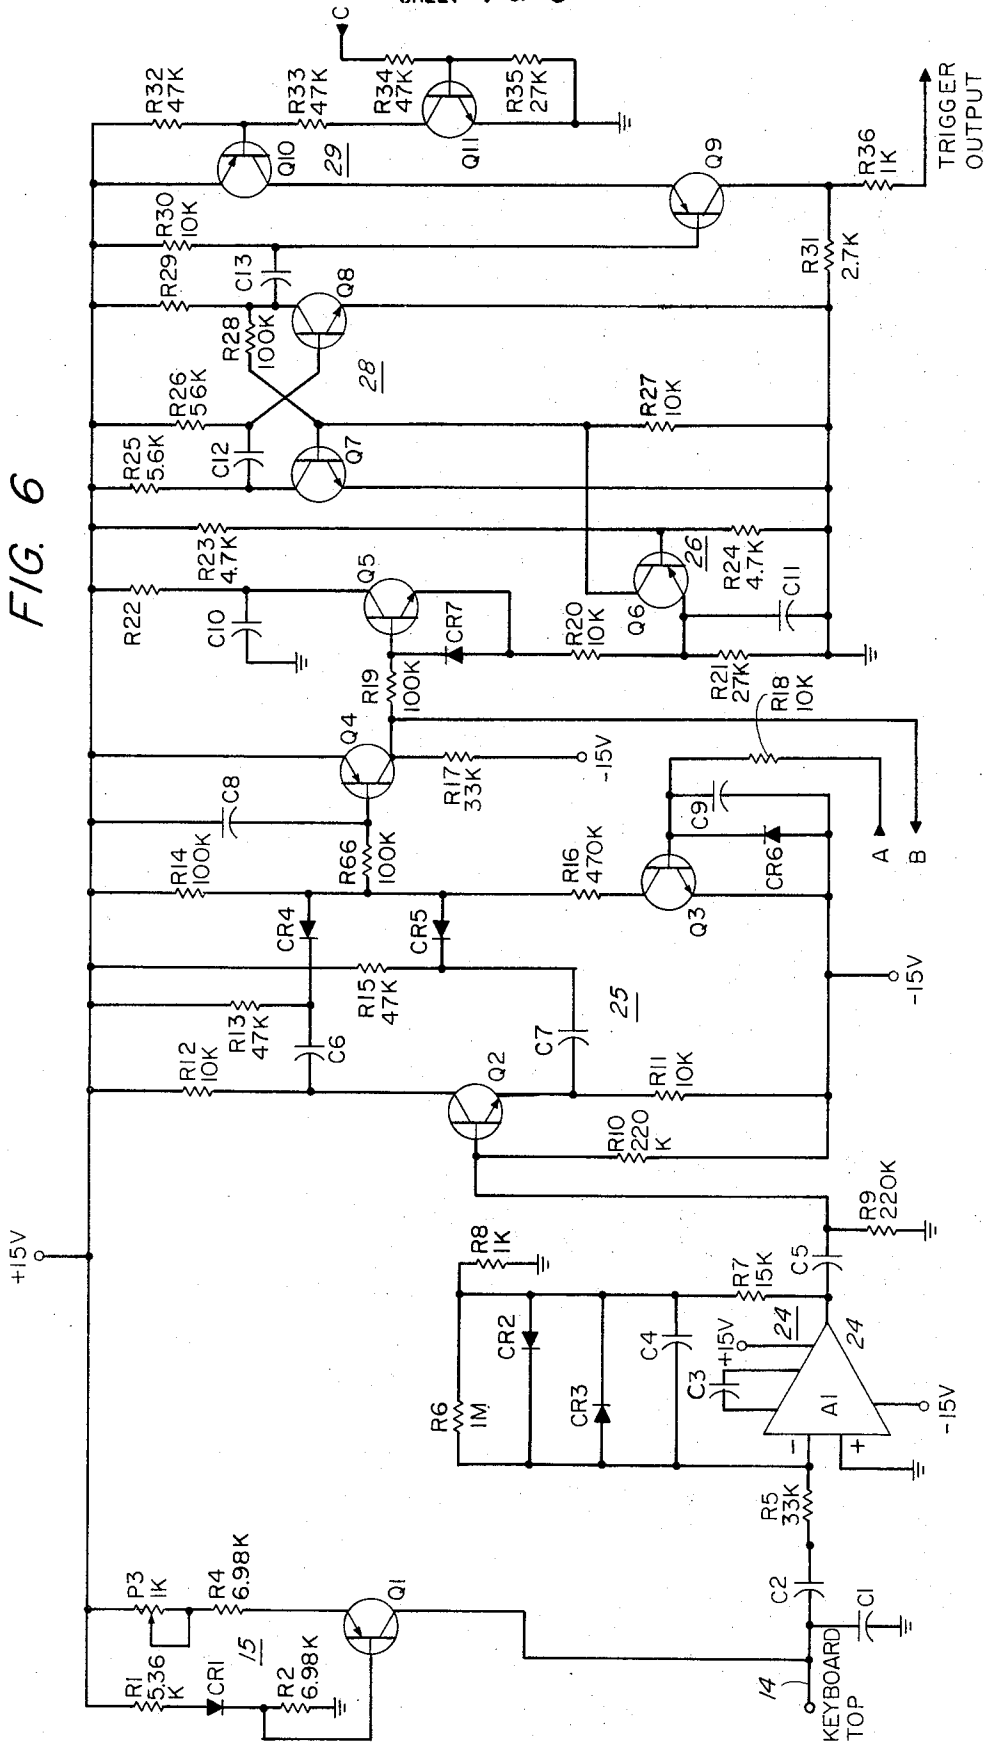 FIG. 6
+15V
P3
1K
R1
5.36
K
R4
6.98K
15
CR1
R2
6.98K
Q1
14
KEYBOARD
TOP
C1
C2
R5
33K
R6
1M
R8
1K
CR2
CR3
C4
R7
15K
C3
+15V
24
24
A1
-
+
-15V
C5
R9
220K
R10
220
K
R11
10K
Q2
R12
10K
R13
47K
C6
C7
25
R15
47K
CR4
CR5
R14
100K
R66
100K
C8
R16
470K
Q3
CR6
C9
R18
10K
A
B
-15V
Q4
R17
33K
-15V
R19
100K
CR7
Q5
R22
C10
R20
10K
R21
27K
C11
Q6
26
R23
4.7K
R24
4.7K
R25
5.6K
C12
R26
56K
Q7
R27
10K
28
R28
100K
Q8
R29
C13
R30
10K
Q9
R31
2.7K
Q10
29
R32
47K
R33
47K
Q11
R34
47K
R35
27K
C
R36
1K
TRIGGER
OUTPUT